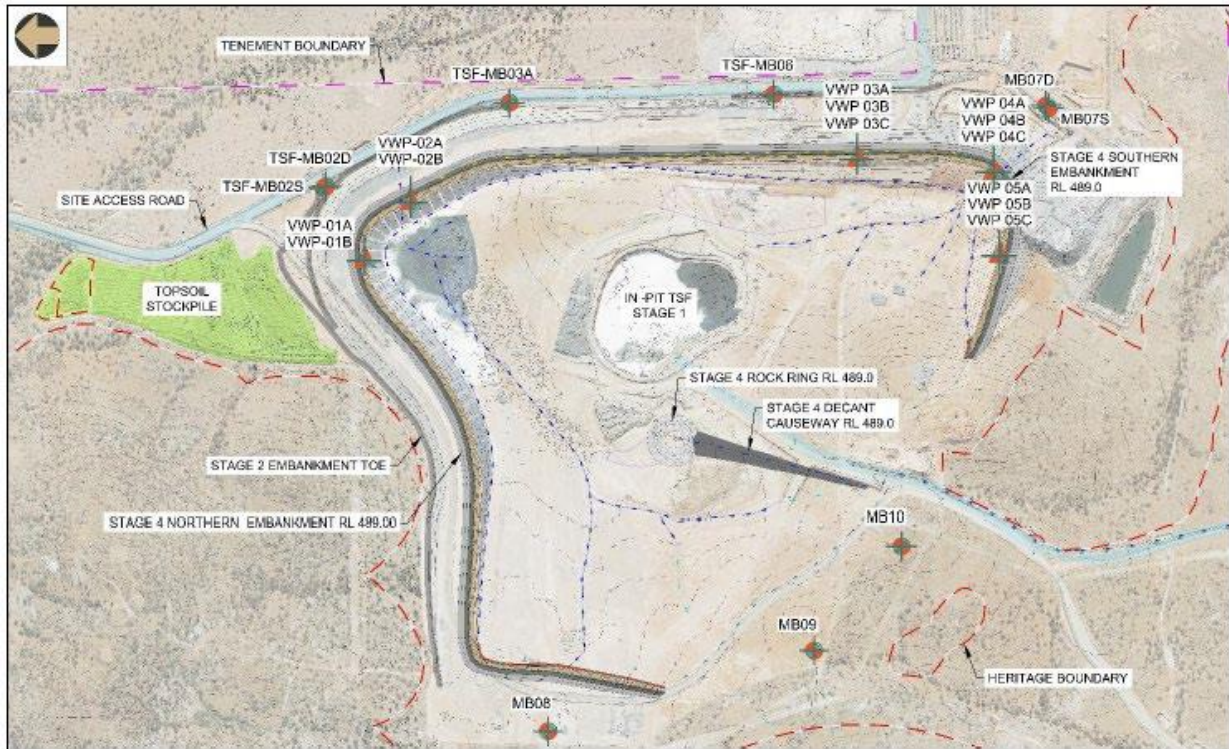 TENEMENT BOUNDARY
TSF-MB03A
TSF-MB06
VWP 03A
VWP 03B
VWP 03C
MB07D
MB07S
VWP 04A
VWP 04B
VWP 04C
VWP-02A
VWP-02B
TSF-MB02D
TSF-MB02S
STAGE 4 SOUTHERN
EMBANKMENT
RL 489.0
VWP 05A
VWP 05B
VWP 05C
SITE ACCESS ROAD
VWP-01A
VWP-01B
TOPSOIL
STOCKPILE
IN -PIT TSF
STAGE 1
STAGE 4 ROCK RING RL 489.0
STAGE 4 DECANT
CAUSEWAY RL 489.0
STAGE 2 EMBANKMENT TOE
STAGE 4 NORTHERN EMBANKMENT RL 489.00
MB10
MB09
HERITAGE BOUNDARY
MB08